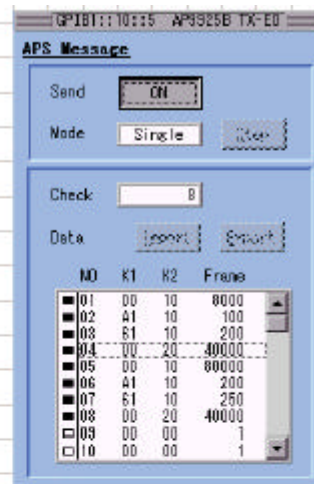 GPIB1::10::5 AP9925B TX-EO
APS Message
Send ON
Mode Single Step
Check 8
Data Import Export
NO K1 K2 Frame
01 00 10 8000
02 A1 10 100
03 61 10 200
04 00 20 40000
05 00 10 80000
06 A1 10 200
07 61 10 250
08 00 20 40000
09 00 00 1
10 00 00 1